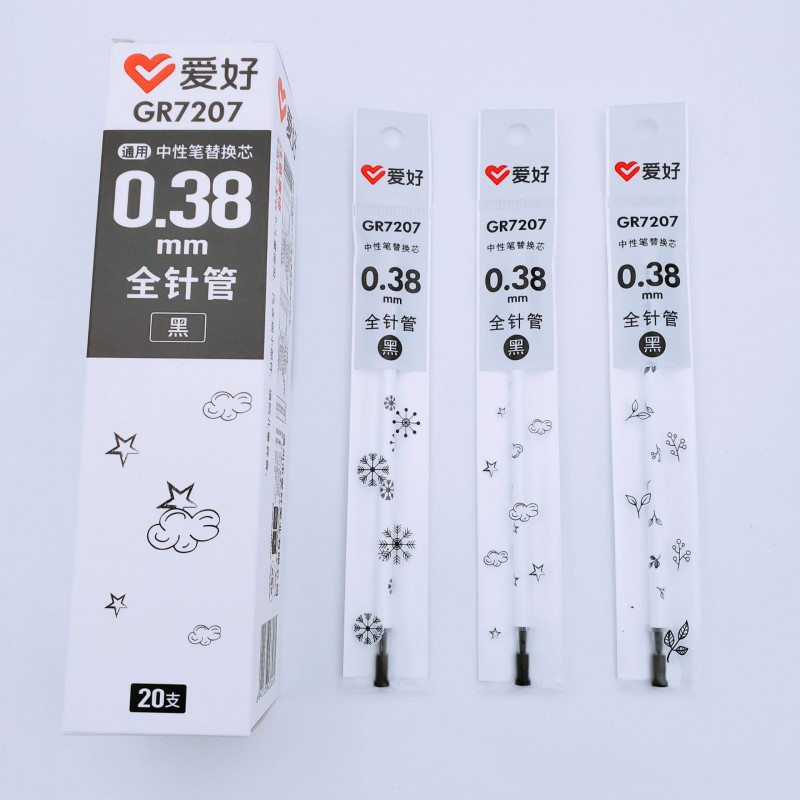 爱好
GR7207
通用 中性笔替换芯
0.38
mm
全针管
黑
20支
爱好
GR7207
中性笔替换芯
0.38
mm
全针管
黑
爱好
GR7207
中性笔替换芯
0.38
mm
全针管
黑
爱好
GR7207
中性笔替换芯
0.38
mm
全针管
黑